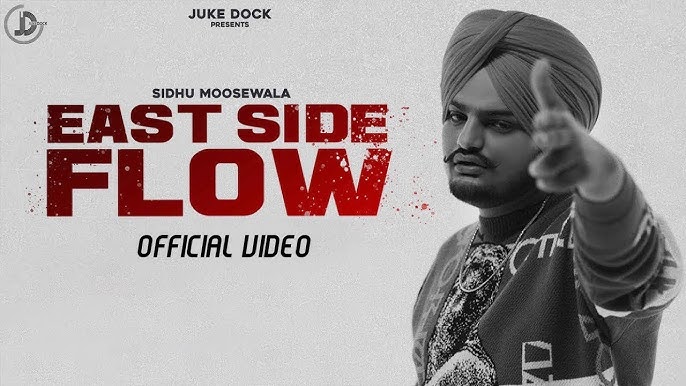 JUKE DOCK
PRESENTS
SIDHU MOOSEWALA
EAST SIDE
FLOW
OFFICIAL VIDEO